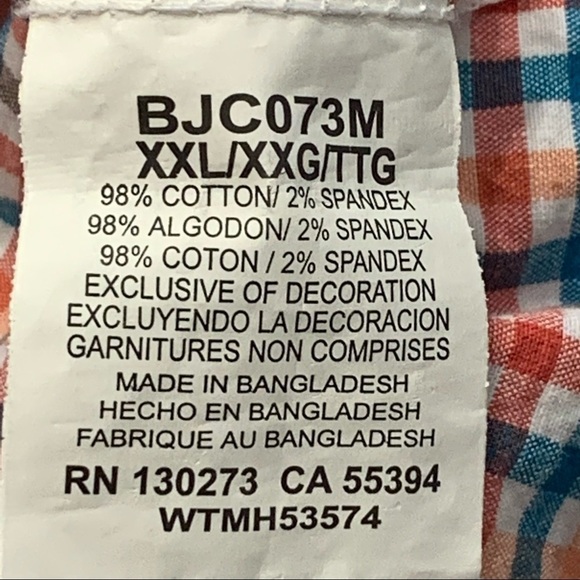 BJC073M
XXL/XXG/TTG
98% COTTON/ 2% SPANDEX
98% ALGODON/ 2% SPANDEX
98% COTON / 2% SPANDEX
EXCLUSIVE OF DECORATION
EXCLUYENDO LA DECORACION
GARNITURES NON COMPRISES
MADE IN BANGLADESH
HECHO EN BANGLADESH
FABRIQUE AU BANGLADESH
RN 130273 CA 55394
WTMH53574